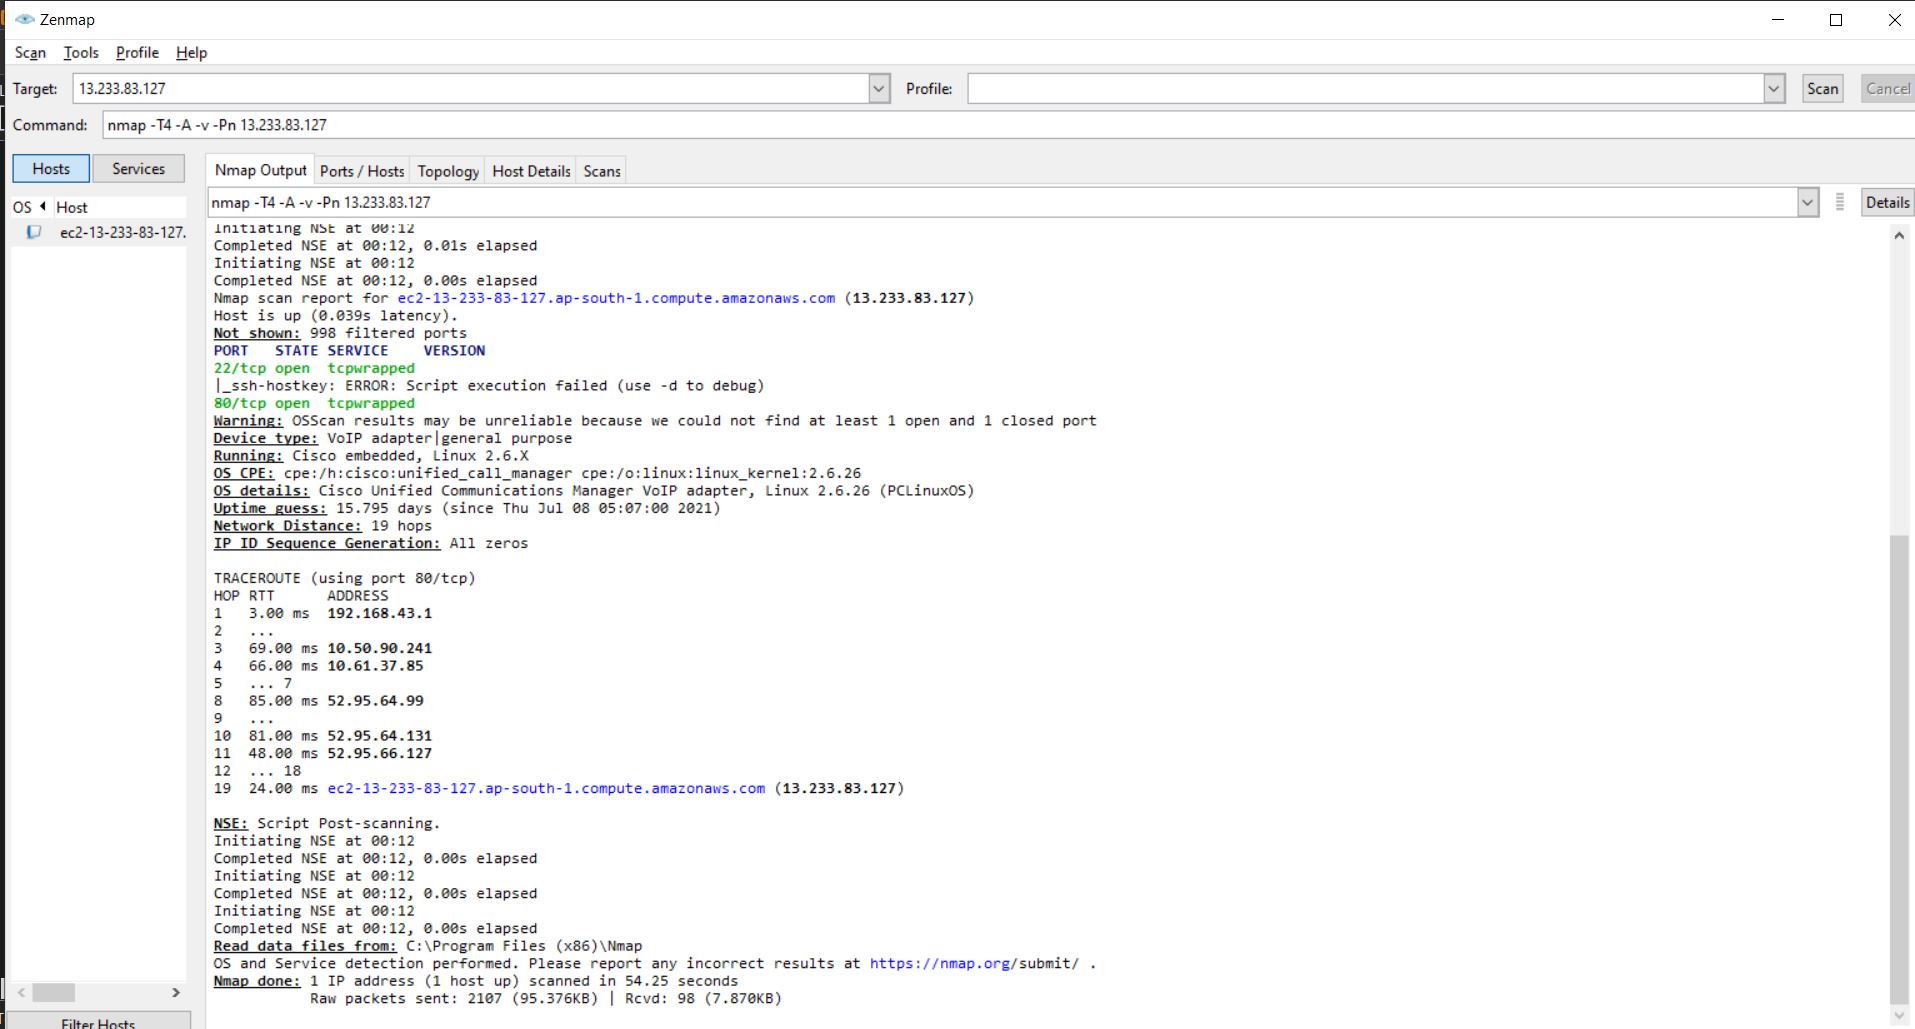 Zenmap
Scan Tools Profile Help
Target: 13.233.83.127 Profile: Scan Cancel
Command: nmap -T4 -A -v -Pn 13.233.83.127
Hosts Services
Nmap Output Ports / Hosts Topology Host Details Scans
nmap -T4 -A -v -Pn 13.233.83.127 Details
OS Host
ec2-13-233-83-127.
Initiating NSE at 00:12
Completed NSE at 00:12, 0.01s elapsed
Initiating NSE at 00:12
Completed NSE at 00:12, 0.00s elapsed
Nmap scan report for ec2-13-233-83-127.ap-south-1.compute.amazonaws.com (13.233.83.127)
Host is up (0.039s latency).
Not shown: 998 filtered ports
PORT STATE SERVICE VERSION
22/tcp open tcpwrapped
|_ssh-hostkey: ERROR: Script execution failed (use -d to debug)
80/tcp open tcpwrapped
Warning: OSScan results may be unreliable because we could not find at least 1 open and 1 closed port
Device type: VoIP adapter|general purpose
Running: Cisco embedded, Linux 2.6.X
OS CPE: cpe:/h:cisco:unified_call_manager cpe:/o:linux:linux_kernel:2.6.26
OS details: Cisco Unified Communications Manager VoIP adapter, Linux 2.6.26 (PCLinuxOS)
Uptime guess: 15.795 days (since Thu Jul 08 05:07:00 2021)
Network Distance: 19 hops
IP ID Sequence Generation: All zeros
TRACEROUTE (using port 80/tcp)
HOP RTT ADDRESS
1 3.00 ms 192.168.43.1
2 ...
3 69.00 ms 10.50.90.241
4 66.00 ms 10.61.37.85
5 ... 7
8 85.00 ms 52.95.64.99
9 ...
10 81.00 ms 52.95.64.131
11 48.00 ms 52.95.66.127
12 ... 18
19 24.00 ms ec2-13-233-83-127.ap-south-1.compute.amazonaws.com (13.233.83.127)
NSE: Script Post-scanning.
Initiating NSE at 00:12
Completed NSE at 00:12, 0.00s elapsed
Initiating NSE at 00:12
Completed NSE at 00:12, 0.00s elapsed
Initiating NSE at 00:12
Completed NSE at 00:12, 0.00s elapsed
Read data files from: C:\Program Files (x86)\Nmap
OS and Service detection performed. Please report any incorrect results at https://nmap.org/submit/ .
Nmap done: 1 IP address (1 host up) scanned in 54.25 seconds
Raw packets sent: 2107 (95.376KB) | Rcvd: 98 (7.870KB)
Filter Hosts